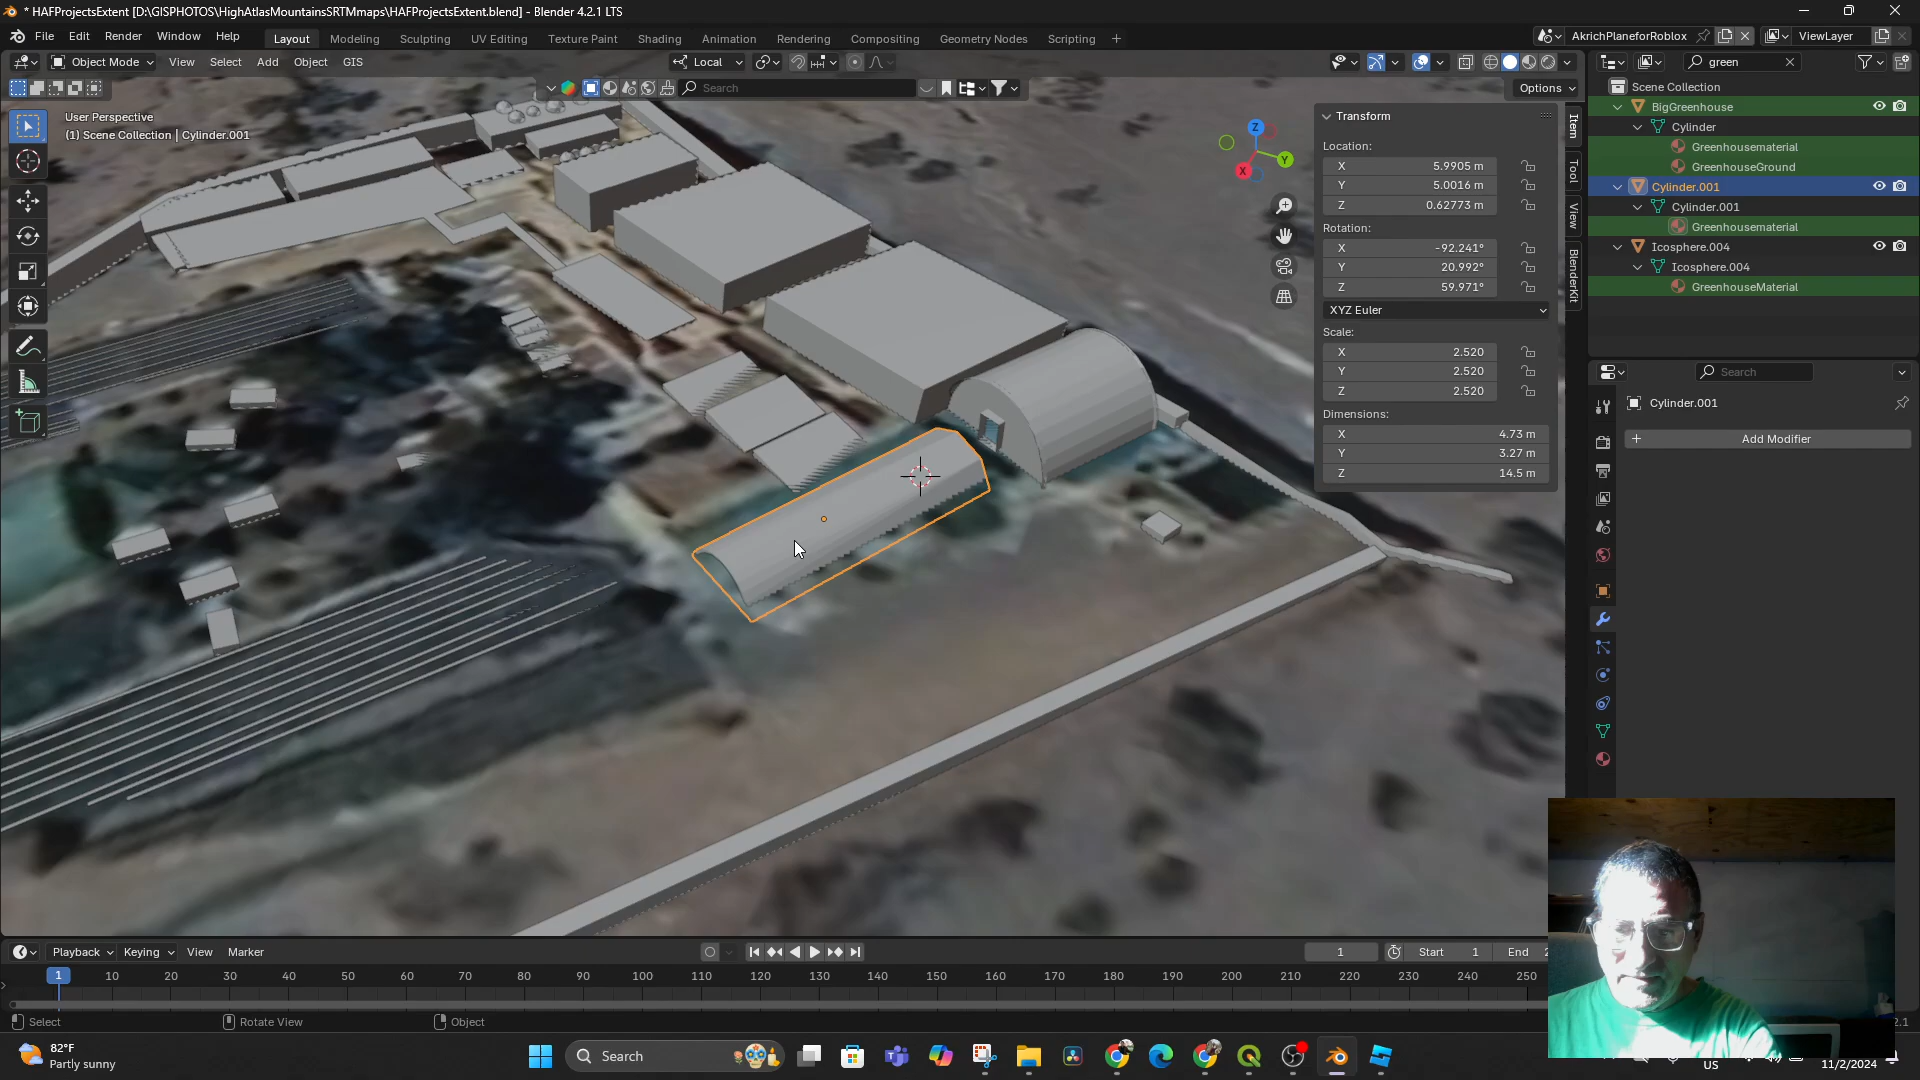 * HAFProjectsExtent [D:\GISPHOTOS\HighAtlasMountainsSRTMmaps\HAFProjectsExtent.blend] - Blender 4.2.1 LTS
File Edit Render Window Help Layout Modeling Sculpting UV Editing Texture Paint Shading Animation Rendering Compositing Geometry Nodes Scripting + AkrichPlaneforRoblox ViewLayer
Object Mode View Select Add Object GIS Local green
Search Options
Scene Collection
User Perspective
(1) Scene Collection | Cylinder.001
Z
Y
X
Transform
Location:
X 5.9905 m
Y 5.0016 m
Z 0.62773 m
Rotation:
X -92.241°
Y 20.992°
Z 59.971°
XYZ Euler
Scale:
X 2.520
Y 2.520
Z 2.520
Dimensions:
X 4.73 m
Y 3.27 m
Z 14.5 m
Item
Tool
View
BlenderKit
BigGreenhouse
Cylinder
Greenhousematerial
GreenhouseGround
Cylinder.001
Cylinder.001
Greenhousematerial
Icosphere.004
Icosphere.004
GreenhouseMaterial
Search
Cylinder.001
+ Add Modifier
Playback Keying View Marker 1 Start 1 End 2
1 10 20 30 40 50 60 70 80 90 100 110 120 130 140 150 160 170 180 190 200 210 220 230 240 250
Select Rotate View Object 2.1
82°F
Partly sunny
Search
US
11/2/2024